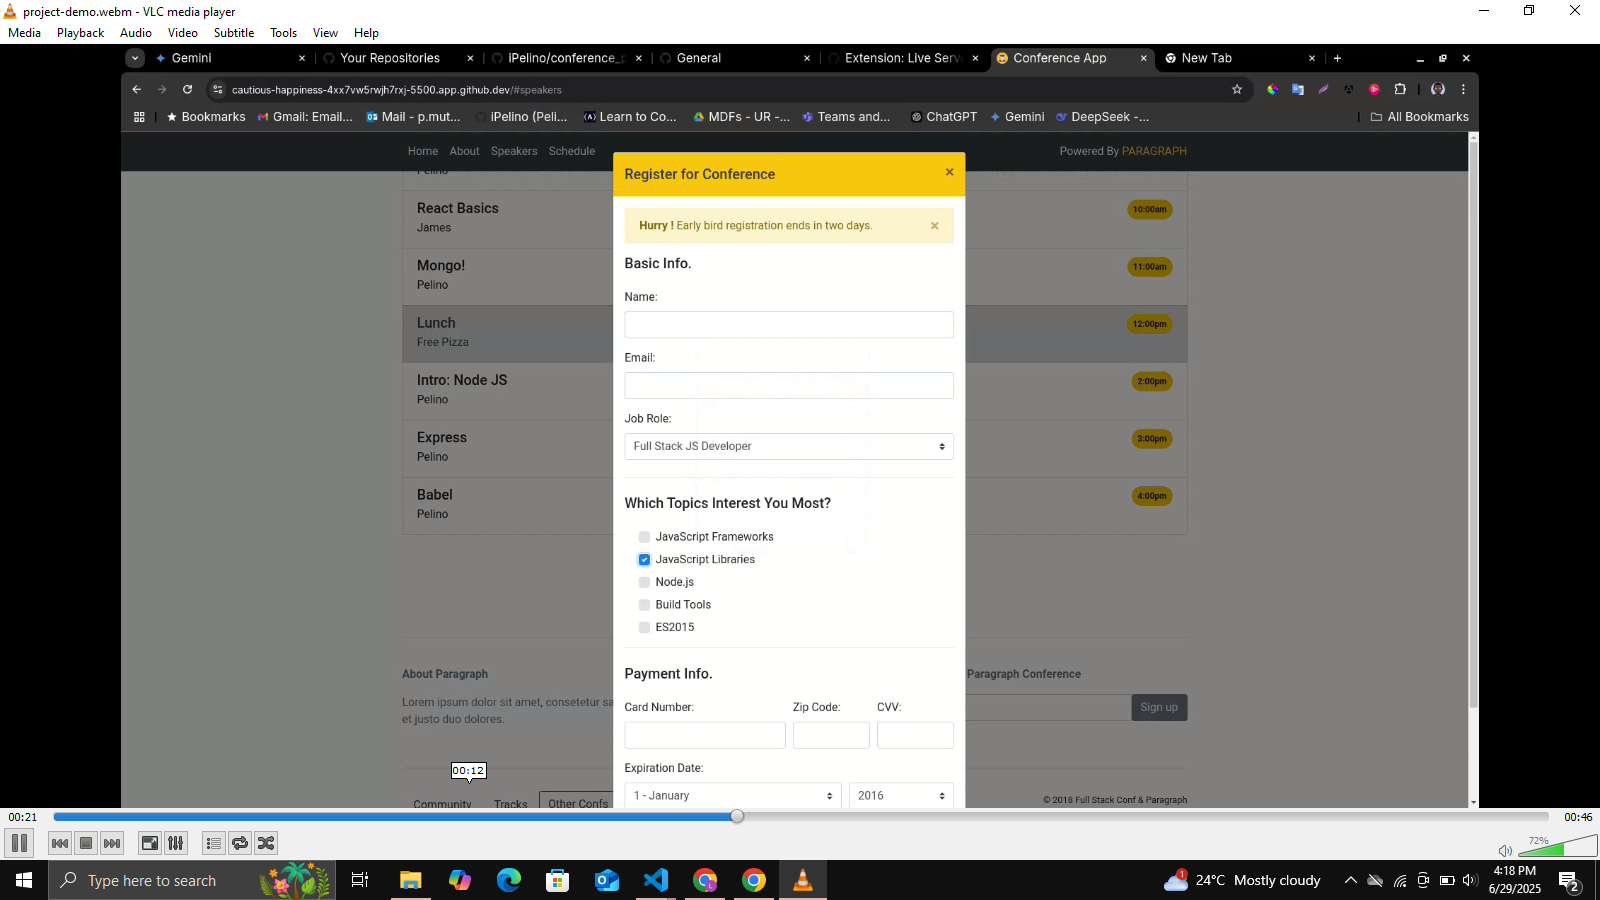 project-demo.webm - VLC media player
Media Playback Audio Video Subtitle Tools View Help
Gemini Your Repositories iPelino/conference_p General Extension: Live Serv Conference App New Tab
cautious-happiness-4xx7vw5rwjh7rxj-5500.app.github.dev/#speakers
Bookmarks Gmail: Email... Mail - p.mut... iPelino (Peli... Learn to Co... MDFs - UR -... Teams and... ChatGPT Gemini DeepSeek -... All Bookmarks
Home About Speakers Schedule Powered By PARAGRAPH
Register for Conference
Pelino
React Basics 10:00am
James
Hurry ! Early bird registration ends in two days.
Mongo! 11:00am
Pelino
Basic Info.
Name:
Lunch 12:00pm
Free Pizza
Email:
Intro: Node JS 2:00pm
Pelino
Job Role:
Full Stack JS Developer
Express 3:00pm
Pelino
Babel 4:00pm
Pelino
Which Topics Interest You Most?
JavaScript Frameworks
JavaScript Libraries
Node.js
Build Tools
ES2015
Payment Info.
Card Number: Zip Code: CVV:
Expiration Date:
1 - January 2016
About Paragraph
Lorem ipsum dolor sit amet, consetetur sa
et justo duo dolores.
Paragraph Conference
Sign up
00:12
Community Tracks Other Confs
© 2018 Full Stack Conf & Paragraph
00:21 00:46
72%
Type here to search
1
24°C Mostly cloudy
4:18 PM
6/29/2025
2